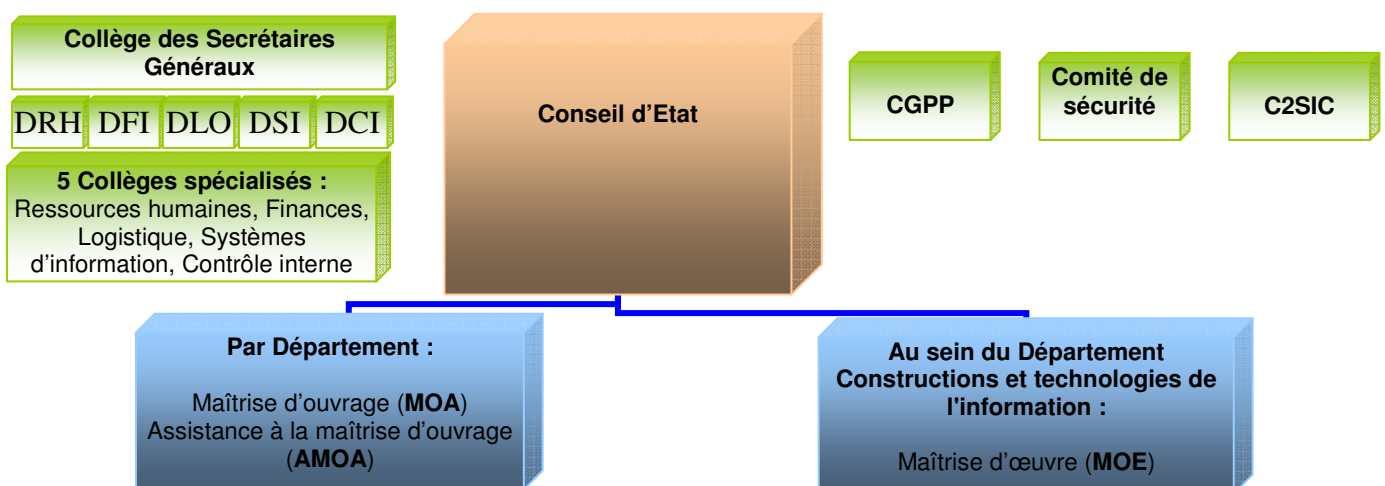 Collège des Secrétaires
Généraux
DRH DFI DLO DSI DCI
5 Collèges spécialisés :
Ressources humaines, Finances,
Logistique, Systèmes
d’information, Contrôle interne
Conseil d’Etat
CGPP
Comité de
sécurité
C2SIC
Par Département :
Maîtrise d’ouvrage (MOA)
Assistance à la maîtrise d’ouvrage
(AMOA)
Au sein du Département
Constructions et technologies de
l'information :
Maîtrise d’œuvre (MOE)